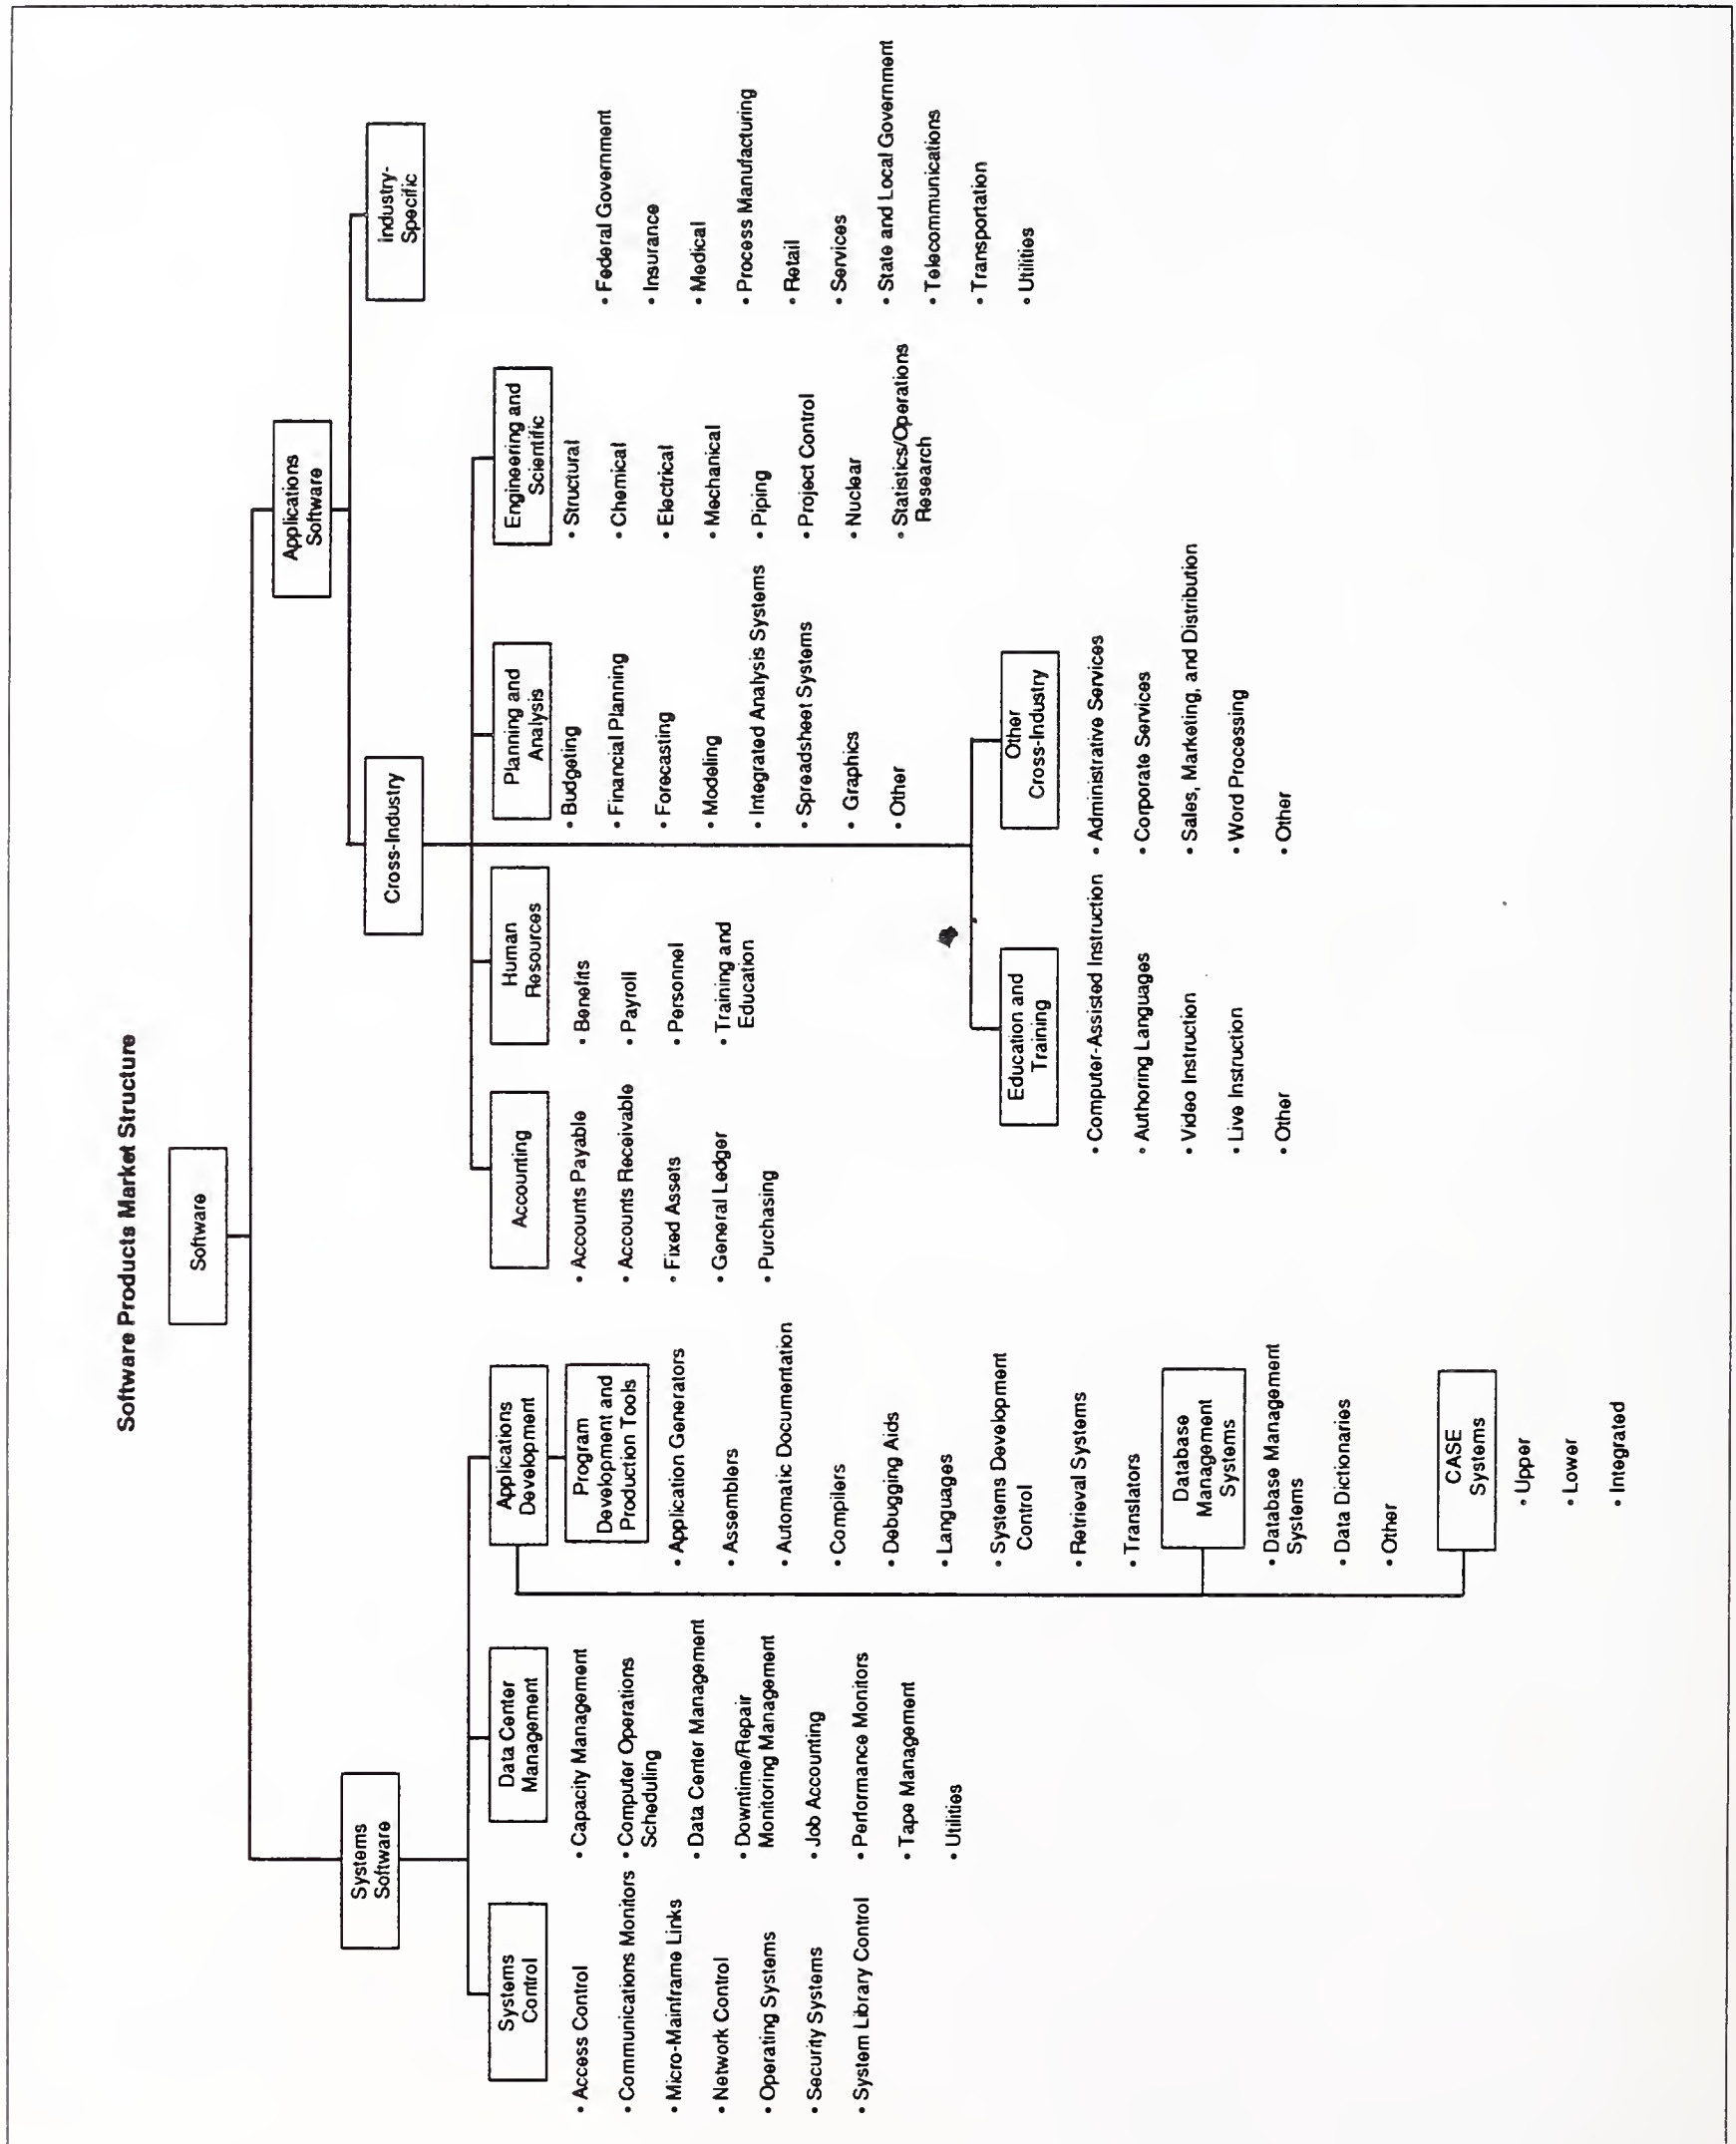 Software Products Market Structure
Software
Systems
Software
Applications
Software
Systems
Control
• Access Control
• Communications Monitors
• Micro-Mainframe Links
• Network Control
• Operating Systems
• Security Systems
• System Library Control
Data Center
Management
• Capacity Management
• Computer Operations
Scheduling
• Data Center Management
• Downtime/Repair
Monitoring Management
• Job Accounting
• Performance Monitors
• Tape Management
• Utilities
Applications
Development
Program
Development and
Production Tools
• Application Generators
• Assemblers
• Automatic Documentation
• Compilers
• Debugging Aids
• Languages
• Systems Development
Control
• Retrieval Systems
• Translators
Database
Management
Systems
• Database Management
Systems
• Data Dictionaries
• Other
CASE
Systems
• Upper
• Lower
• Integrated
Cross-Industry
Accounting
• Accounts Payable
• Accounts Receivable
• Fixed Assets
• General Ledger
• Purchasing
Human
Resources
• Benefits
• Payroll
• Personnel
• Training and
Education
Planning and
Analysis
• Budgeting
• Financial Planning
• Forecasting
• Modeling
• Integrated Analysis Systems
• Spreadsheet Systems
• Graphics
• Other
Engineering and
Scientific
• Structural
• Chemical
• Electrical
• Mechanical
• Piping
• Project Control
• Nuclear
• Statistics/Operations
Research
Education and
Training
• Computer-Assisted Instruction
• Authoring Languages
• Video Instruction
• Live Instruction
• Other
Other
Cross-Industry
• Administrative Services
• Corporate Services
• Sales, Marketing, and Distribution
• Word Processing
• Other
Industry-
Specific
• Federal Government
• Insurance
• Medical
• Process Manufacturing
• Retail
• Services
• State and Local Government
• Telecommunications
• Transportation
• Utilities